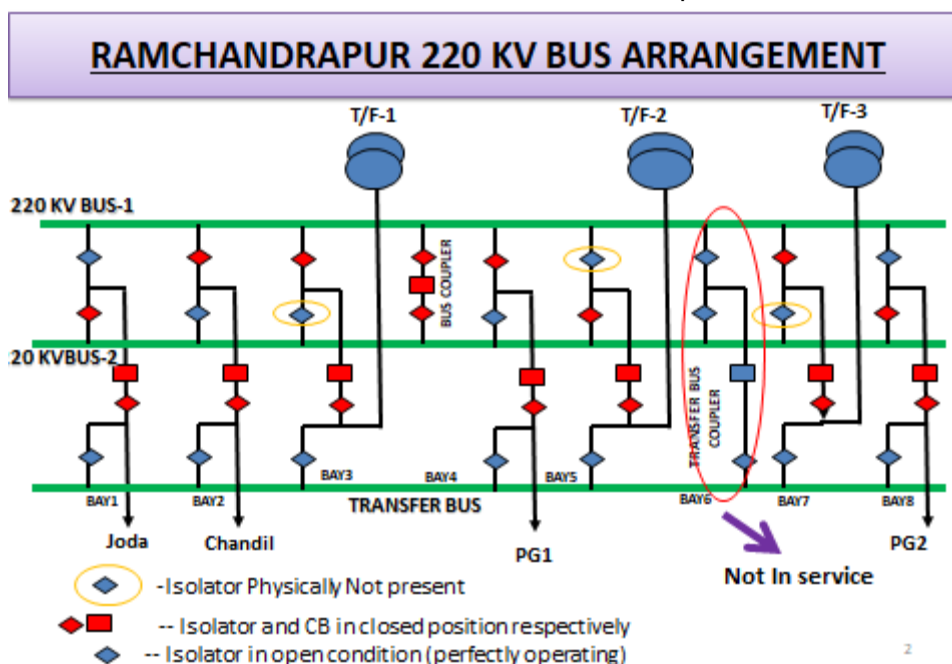 RAMCHANDRAPUR 220 KV BUS ARRANGEMENT
T/F-1
T/F-2
T/F-3
220 KV BUS-1
BUS COUPLER
20 KVBUS-2
TRANSFER BUS
COUPLER
BAY1
BAY2
BAY3
BAY4
BAY5
BAY6
BAY7
BAY8
TRANSFER BUS
Joda
Chandil
PG1
PG2
Not In service
-Isolator Physically Not present
-- Isolator and CB in closed position respectively
-- Isolator in open condition (perfectly operating)
2